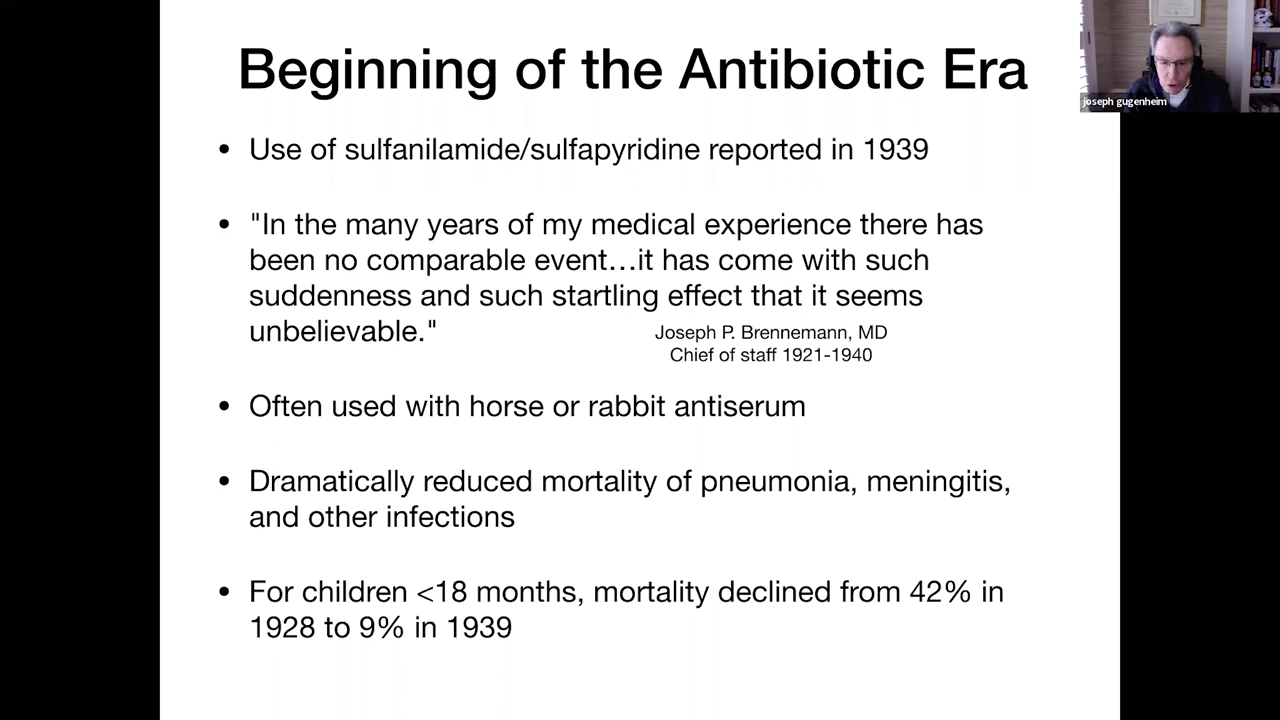 Beginning of the Antibiotic Era
joseph gugenheim
• Use of sulfanilamide/sulfapyridine reported in 1939
• "In the many years of my medical experience there has
been no comparable event…it has come with such
suddenness and such startling effect that it seems
unbelievable."
Joseph P. Brennemann, MD
Chief of staff 1921-1940
• Often used with horse or rabbit antiserum
• Dramatically reduced mortality of pneumonia, meningitis,
and other infections
• For children <18 months, mortality declined from 42% in
1928 to 9% in 1939